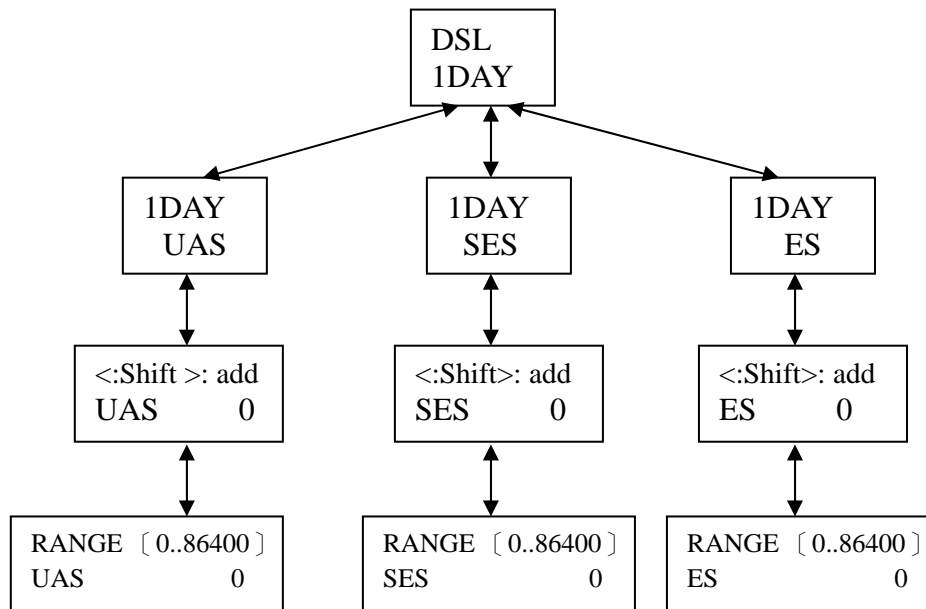 DSL
1DAY
1DAY
UAS
1DAY
SES
1DAY
ES
<:Shift >: add
UAS 0
<:Shift>: add
SES 0
<:Shift>: add
ES 0
RANGE ﹝0..86400﹞
UAS 0
RANGE ﹝0..86400﹞
SES 0
RANGE ﹝0..86400﹞
ES 0